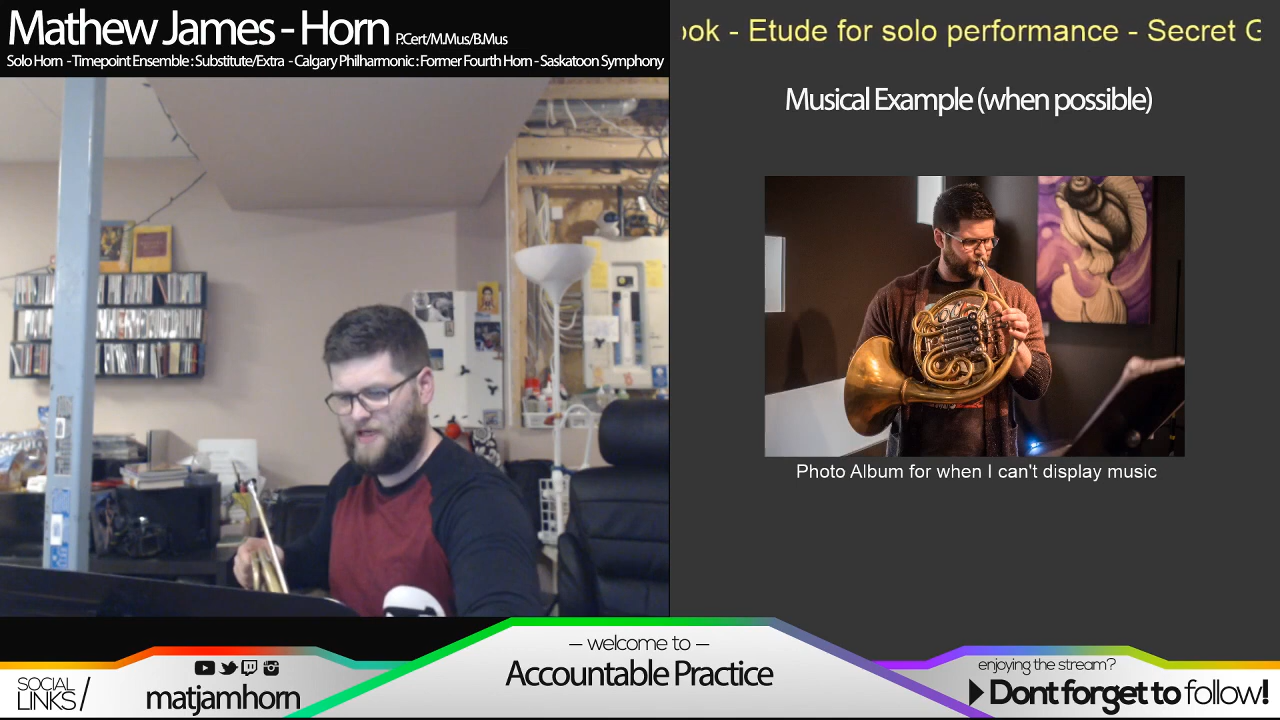 Mathew James - Horn P.Cert/M.Mus/B.Mus
Solo Horn - Timepoint Ensemble : Substitute/Extra - Calgary Philharmonic : Former Fourth Horn - Saskatoon Symphony
ook - Etude for solo performance - Secret G
Musical Example (when possible)
Photo Album for when I can't display music
— welcome to —
Accountable Practice
SOCIAL
LINKS /
matjamhorn
enjoying the stream?
Dont forget to follow!